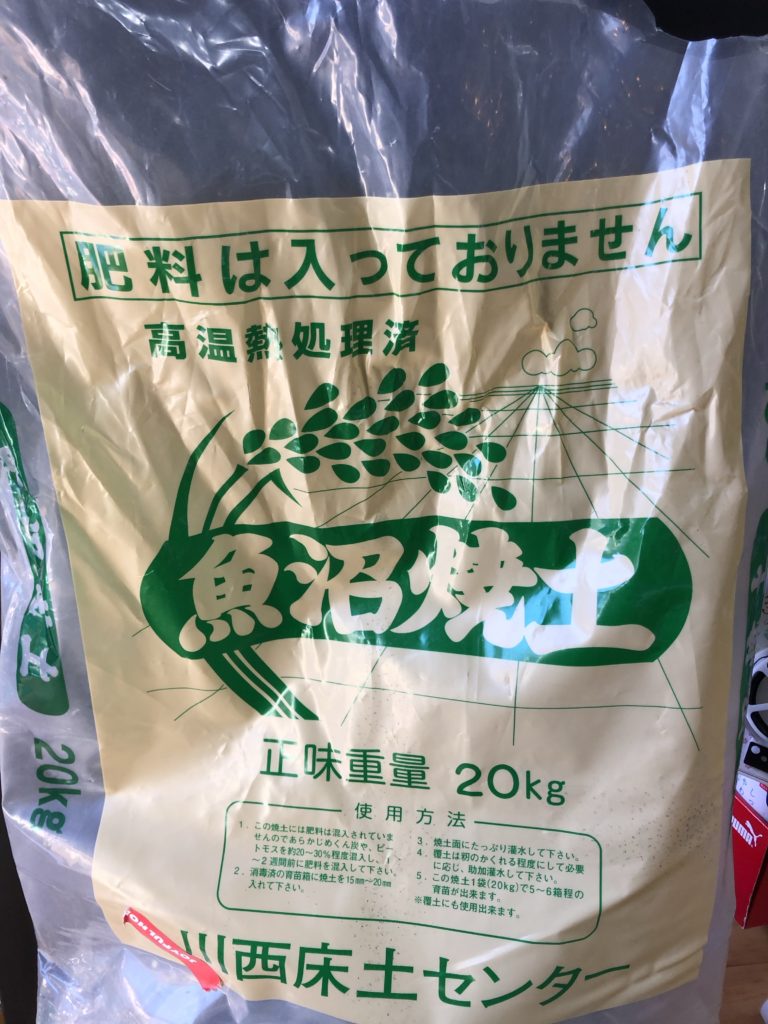 肥料は入っておりません
高温熱処理済
魚沼焼土
正味重量 20kg
使用方法
1. この焼土には肥料は混入されていま
せんのであらかじめくん炭や、ピー
トモスを約20〜30%程度混入し、1
〜2週間前に肥料を混入して下さい。
2. 消毒済の育苗箱に焼土を15mm〜20mm
入れて下さい。
3. 焼土面にたっぷり灌水して下さい。
4. 覆土は籾のかくれる程度にして必要
に応じ、助加灌水して下さい。
5. この焼土1袋(20kg)で5〜6箱程の
育苗が出来ます。
※覆土にも使用出来ます。
川西床土センター
JOYFUL
土
20kg
PUMA